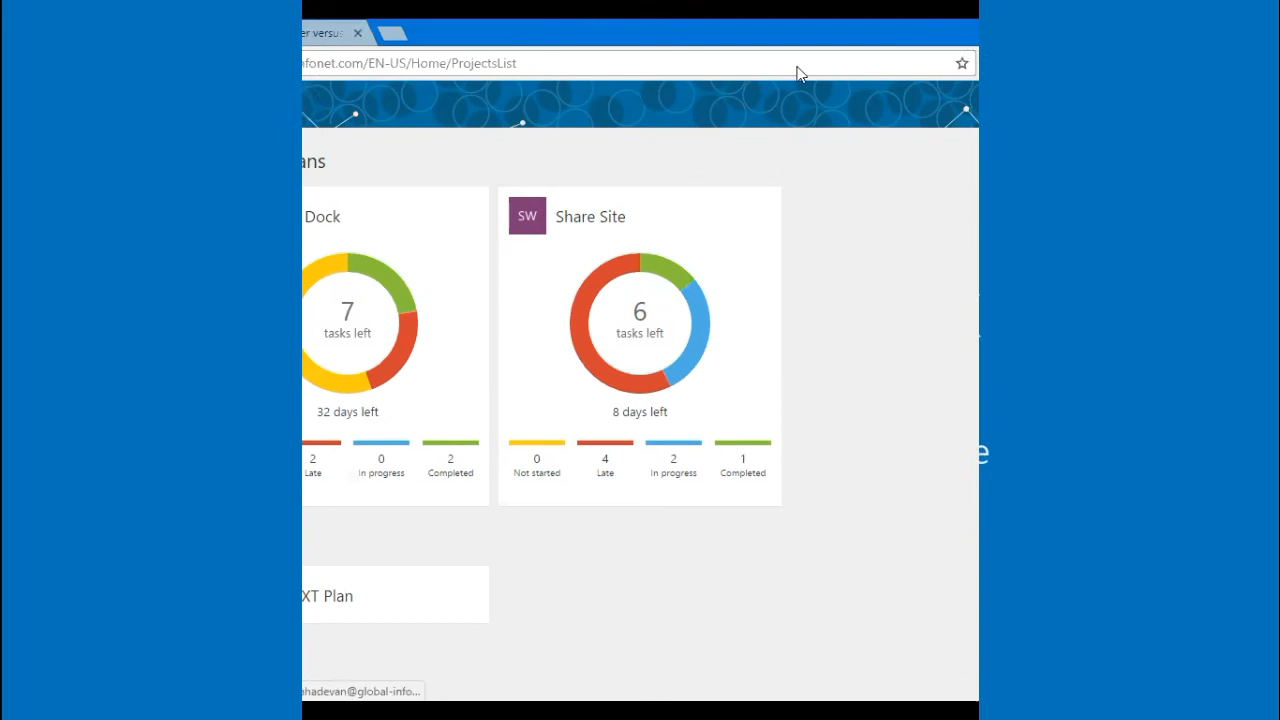 er versus
nfonet.com/EN-US/Home/ProjectsList
ans
Dock
SW Share Site
7
tasks left
32 days left
2
Late
0
In progress
2
Completed
6
tasks left
8 days left
0
Not started
4
Late
2
In progress
1
Completed
XT Plan
ahadevan@global-info...
e